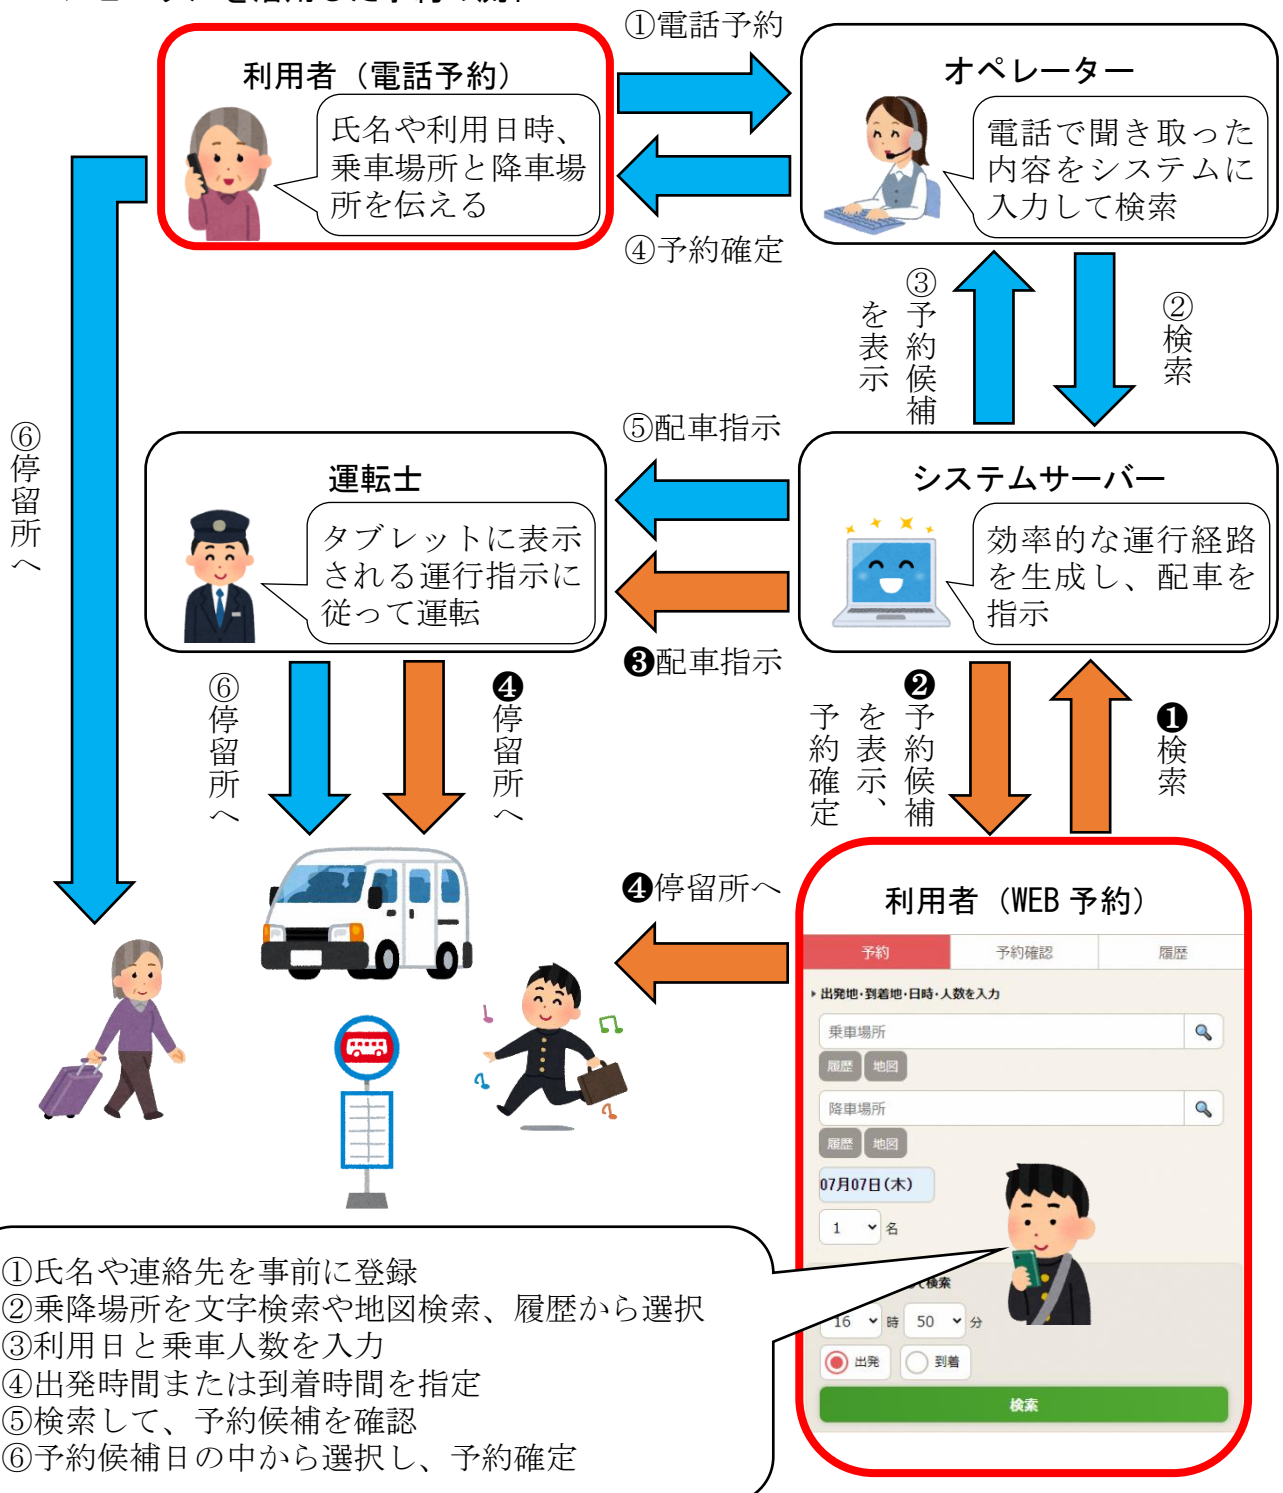 ①電話予約
利用者（電話予約）
氏名や利用日時、
乗車場所と降車場
所を伝える
オペレーター
電話で聞き取った
内容をシステムに
入力して検索
④予約確定
③予約候補
を表示
②検索
⑥停留所へ
⑤配車指示
運転士
タブレットに表示
される運行指示に
従って運転
システムサーバー
効率的な運行経路
を生成し、配車を
指示
❸配車指示
⑥停留所へ
❹停留所へ
❷予約候補
を表示、
予約確定
❶検索
❹停留所へ
利用者（WEB 予約）
予約 予約確認 履歴
出発地・到着地・日時・人数を入力
乗車場所
履歴 地図
降車場所
履歴 地図
07月07日(木)
1 名
て検索
16 時 50 分
出発 到着
検索
①氏名や連絡先を事前に登録
②乗降場所を文字検索や地図検索、履歴から選択
③利用日と乗車人数を入力
④出発時間または到着時間を指定
⑤検索して、予約候補を確認
⑥予約候補日の中から選択し、予約確定